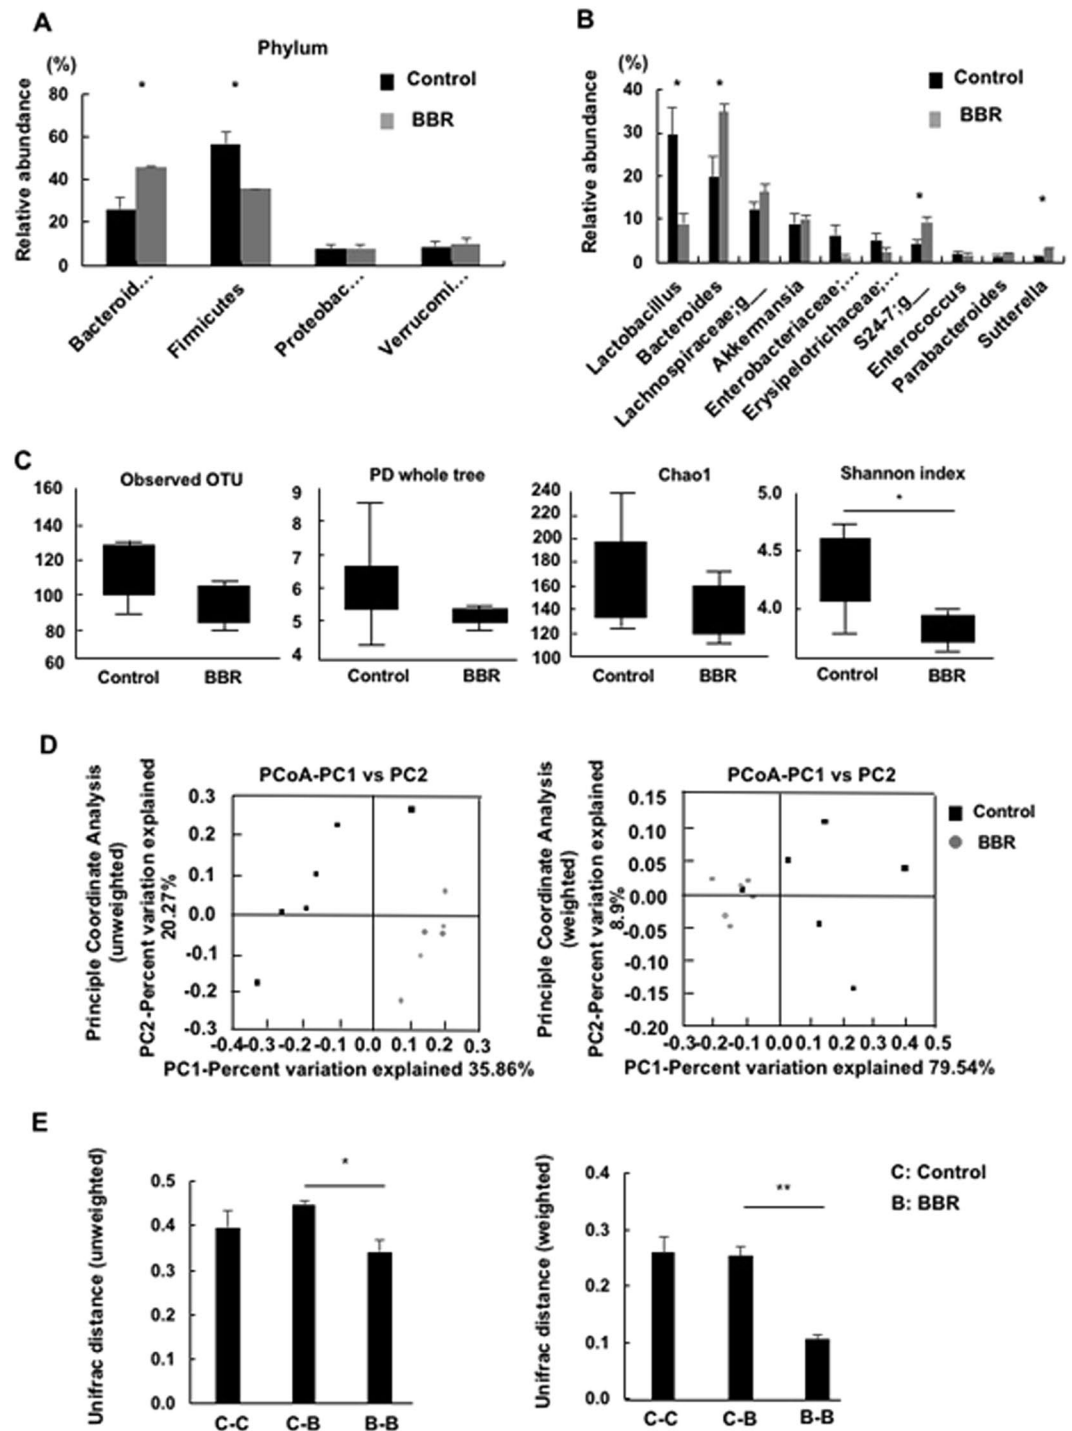 A
Phylum
(%)
Relative abundance
80
60
40
20
0
*
*
Control
BBR
Bacteroid...
Firmicutes
Proteobac...
Verrucomi...
B
(%)
Relative abundance
40
30
20
10
0
*
*
*
*
Control
BBR
Lactobacillus
Bacteroides
Lachnospiraceae;g__
Akkermansia
Enterobacteriaceae;...
Erysipelotrichaceae;...
S24-7;g__
Enterococcus
Parabacteroides
Sutterella
C
Observed OTU
160
140
120
100
80
60
Control BBR
PD whole tree
9
8
7
6
5
4
Control BBR
Chao1
240
220
200
180
160
140
120
100
Control BBR
Shannon index
5.0
4.5
4.0
*
Control BBR
D
PCoA-PC1 vs PC2
Principle Coordinate Analysis
(unweighted)
PC2-Percent variation explained
20.27%
0.3
0.2
0.1
0.0
-0.1
-0.2
-0.3
-0.4 -0.3 -0.2 -0.1 0.0 0.1 0.2 0.3
PC1-Percent variation explained 35.86%
PCoA-PC1 vs PC2
Principle Coordinate Analysis
(weighted)
PC2-Percent variation explained
8.9%
0.15
0.10
0.05
0.00
-0.05
-0.10
-0.15
-0.20
-0.3 -0.2 -0.1 0.0 0.1 0.2 0.3 0.4 0.5
PC1-Percent variation explained 79.54%
Control
BBR
E
Unifrac distance (unweighted)
0.5
0.4
0.3
0.2
0.1
0.0
*
C-C C-B B-B
Unifrac distance (weighted)
0.4
0.3
0.2
0.1
0.0
**
C-C C-B B-B
C: Control
B: BBR